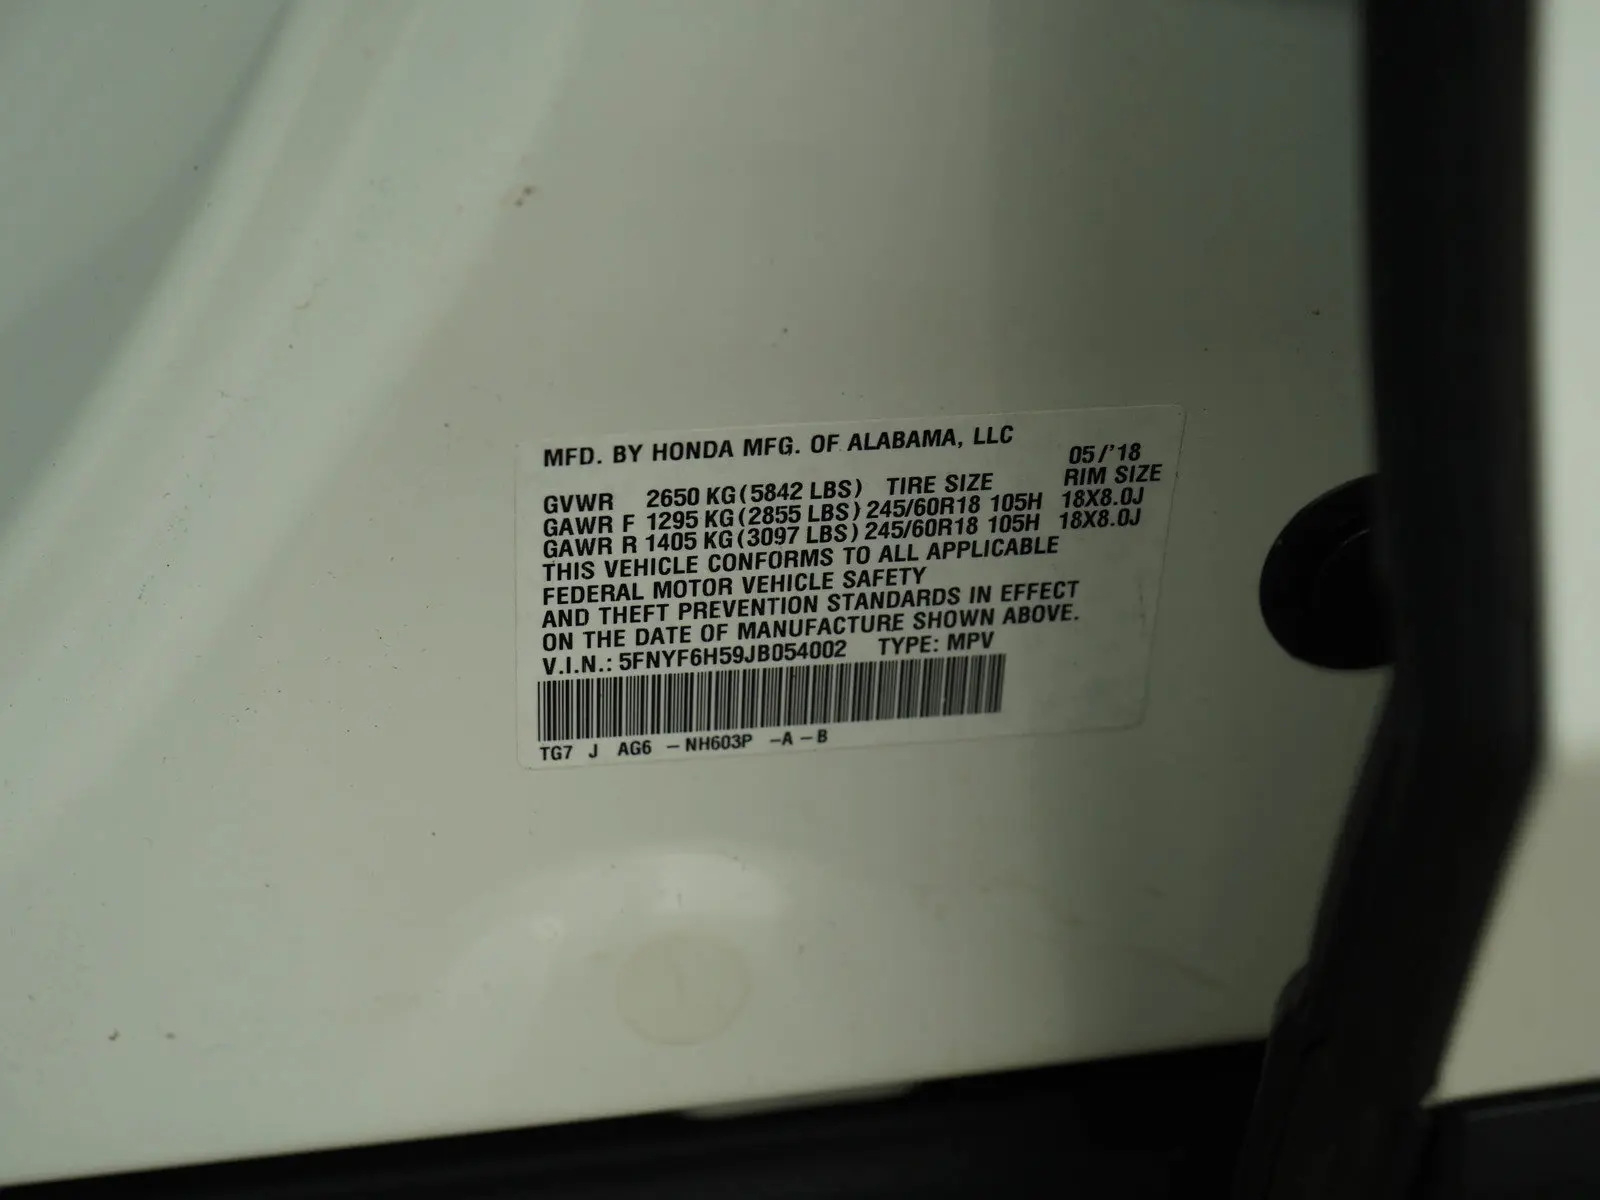 MFD. BY HONDA MFG. OF ALABAMA, LLC 05/'18
GVWR 2650 KG(5842 LBS) TIRE SIZE RIM SIZE
GAWR F 1295 KG(2855 LBS) 245/60R18 105H 18X8.0J
GAWR R 1405 KG(3097 LBS) 245/60R18 105H 18X8.0J
THIS VEHICLE CONFORMS TO ALL APPLICABLE
FEDERAL MOTOR VEHICLE SAFETY
AND THEFT PREVENTION STANDARDS IN EFFECT
ON THE DATE OF MANUFACTURE SHOWN ABOVE.
V.I.N.: 5FNYF6H59JB054002 TYPE: MPV
TG7 J AG6 -NH603P -A -B